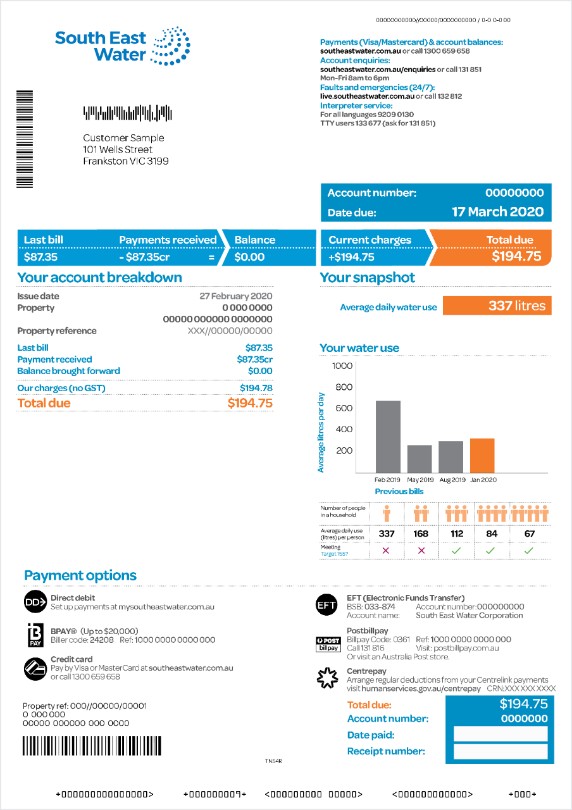 0000000000/00000/0000000000 / 0-0 0-0 00
South East
Water
Payments (Visa/Mastercard) & account balances:
southeastwater.com.au or call 1300 659 658
Account enquiries:
southeastwater.com.au/enquiries or call 131 851
Mon-Fri 8am to 6pm
Faults and emergencies (24/7):
live.southeastwater.com.au or call 132 812
Interpreter service:
For all languages 9209 0130
TTY users 133 677 (ask for 131 851)
Customer Sample
101 Wells Street
Frankston VIC 3199
Account number: 00000000
Date due: 17 March 2020
Last bill Payments received Balance Current charges Total due
$87.35 - $87.35cr = $0.00 +$194.75 $194.75
Your account breakdown
Issue date 27 February 2020
Property 0 000 0000
00000 000000 0000000
Property reference XXX//00000/00000
Last bill $87.35
Payment received $87.35cr
Balance brought forward $0.00
Our charges (no GST) $194.78
Total due $194.75
Your snapshot
Average daily water use 337 litres
Your water use
Average litres per day
1000
800
600
400
200
Feb 2019 May 2019 Aug 2019 Jan 2020
Previous bills
Number of people
in a household
Average daily use
(litres) per person 337 168 112 84 67
Meeting
Target 155?
Payment options
DD Direct debit
Set up payments at mysoutheastwater.com.au
B PAY
BPAY® (Up to $20,000)
Biller code: 24208 Ref: 1000 0000 0000 000
Credit card
Pay by Visa or MasterCard at southeastwater.com.au
or call 1300 659 658
EFT EFT (Electronic Funds Transfer)
BSB: 033-874 Account number: 000000000
Account name: South East Water Corporation
POST billpay
Postbillpay
Billpay Code: 0361 Ref: 1000 0000 0000 0000
Call 131 816 Visit: postbillpay.com.au
Or visit an Australia Post store.
Centrepay
Arrange regular deductions from your Centrelink payments
visit humanservices.gov.au/centrepay CRN:XXX XXX XXXX
Property ref: 000//00000/00001
0 000 000
00000 000000 000 0000
Total due: $194.75
Account number: 0000000
Date paid:
Receipt number:
+0000000000000000> +000000009+ <0000000000 00000> <0000000000000> +000+